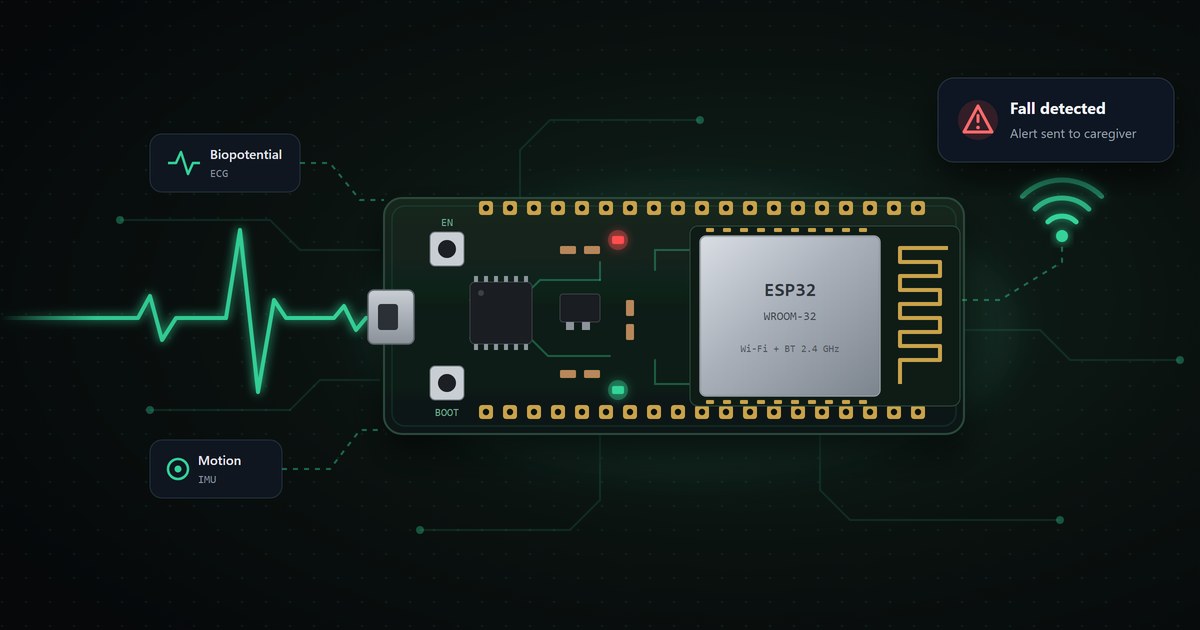 Fall detected
Alert sent to caregiver
Biopotential
ECG
EN
ESP32
WROOM-32
Wi-Fi + BT 2.4 GHz
BOOT
Motion
IMU